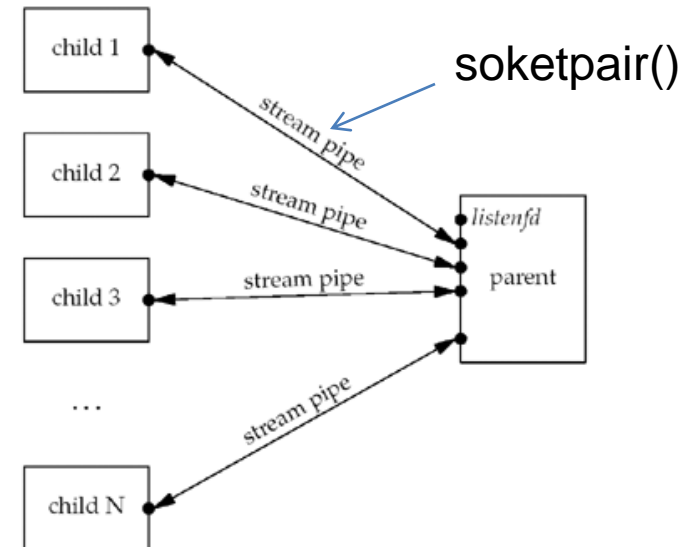 child 1
soketpair()
stream pipe
child 2
stream pipe
listenfd
child 3
stream pipe
parent
...
stream pipe
child N